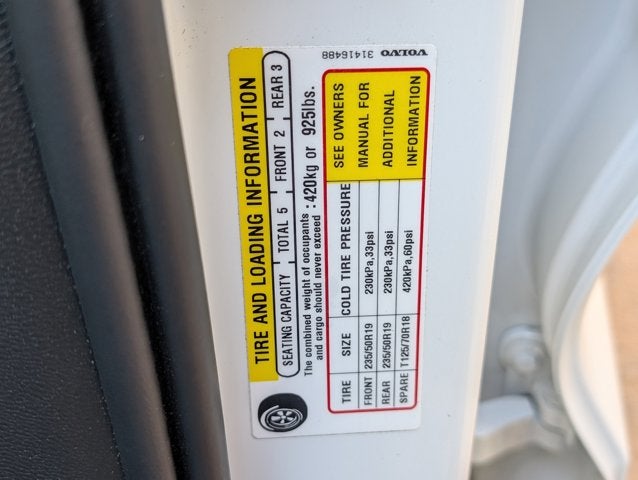 TIRE AND LOADING INFORMATION
SEATING CAPACITY TOTAL 5 FRONT 2 REAR 3
The combined weight of occupants and cargo should never exceed : 420kg or 925lbs.
TIRE SIZE COLD TIRE PRESSURE SEE OWNERS
FRONT 235/50R19 230kPa,33psi MANUAL FOR
REAR 235/50R19 230kPa,33psi ADDITIONAL
SPARE T125/70R18 420kPa,60psi INFORMATION
VOLVO 31416488